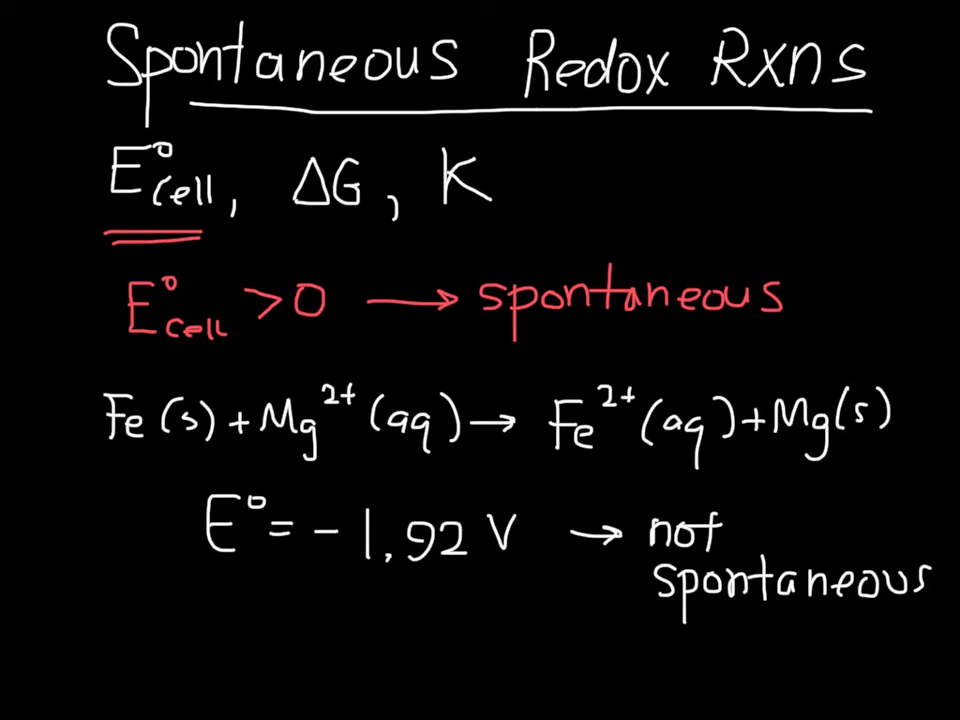 Spontaneous Redox Rxns
E°cell, ΔG, K
E°cell >0 → spontaneous
Fe(s)+Mg²⁺(aq)→ Fe²⁺(aq)+Mg(s)
E°= -1.92 V → not
spontaneous